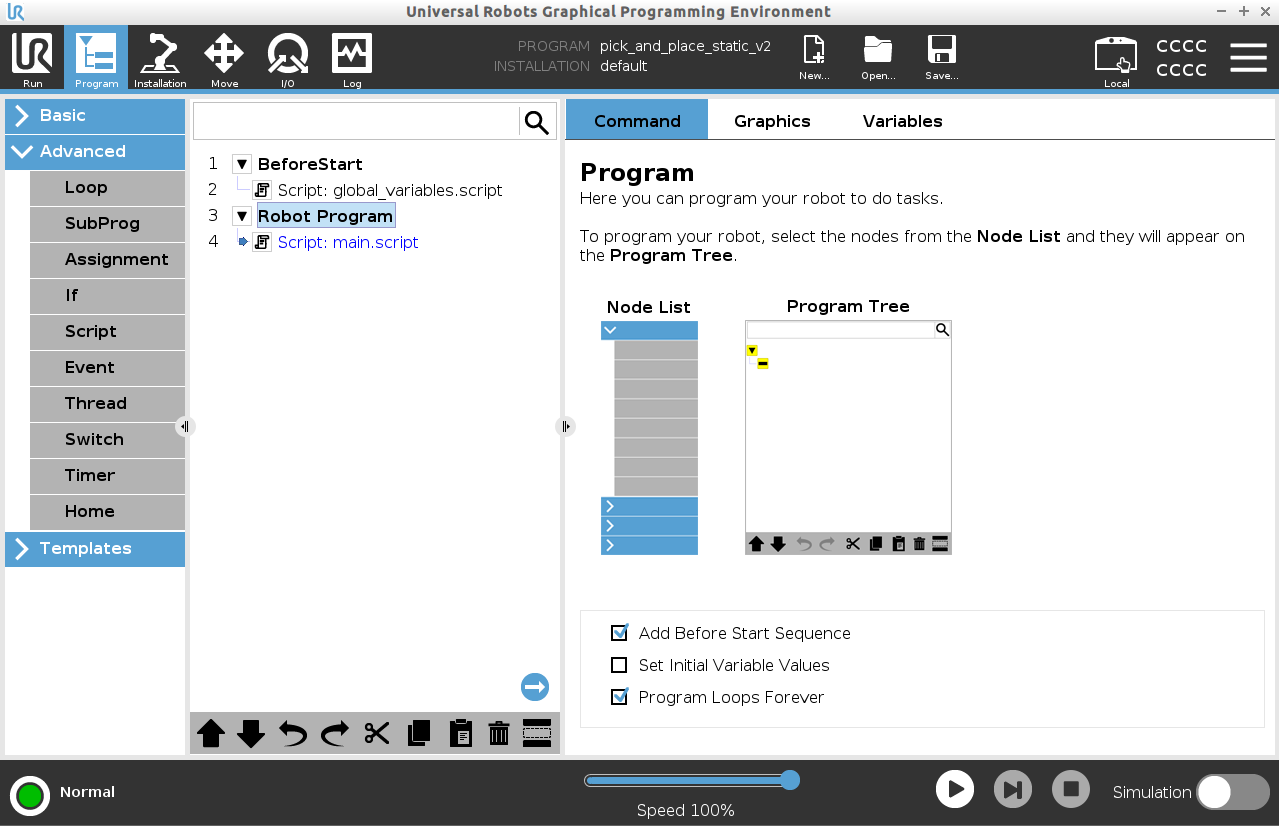 Universal Robots Graphical Programming Environment
PROGRAM pick_and_place_static_v2
INSTALLATION default
CCCC
CCCC
Run Program Installation Move I/O Log New... Open... Save... Local
Basic
Advanced
Loop
SubProg
Assignment
If
Script
Event
Thread
Switch
Timer
Home
Templates
1 BeforeStart
2 Script: global_variables.script
3 Robot Program
4 Script: main.script
Command Graphics Variables
Program
Here you can program your robot to do tasks.
To program your robot, select the nodes from the Node List and they will appear on
the Program Tree.
Node List Program Tree
Add Before Start Sequence
Set Initial Variable Values
Program Loops Forever
Normal
Speed 100%
Simulation